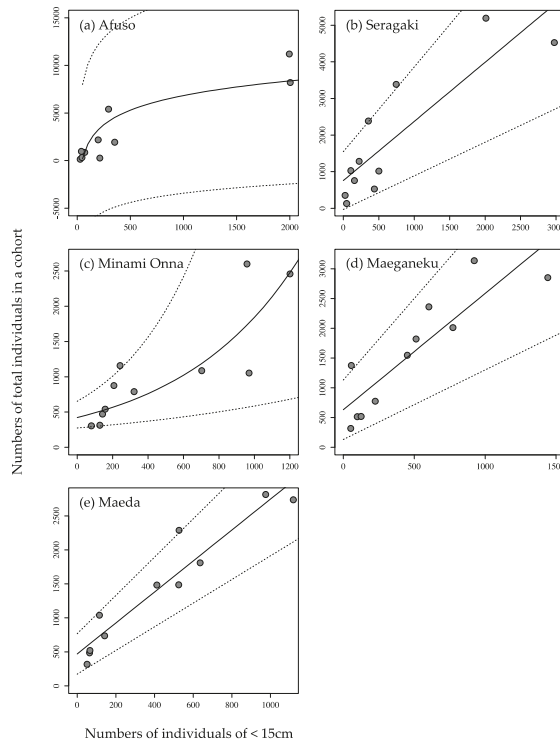 (a) Afuso
-5000 0 5000 10000 15000
0 500 1000 1500 2000
(b) Seragaki
0 1000 2000 3000 4000 5000
0 500 1000 1500 2000 2500 3000
Numbers of total individuals in a cohort
(c) Minami Onna
0 500 1000 1500 2000 2500
0 200 400 600 800 1000 1200
(d) Maeganeku
0 500 1000 1500 2000 2500 3000
0 500 1000 1500
(e) Maeda
0 500 1000 1500 2000 2500
0 200 400 600 800 1000
Numbers of individuals of < 15cm